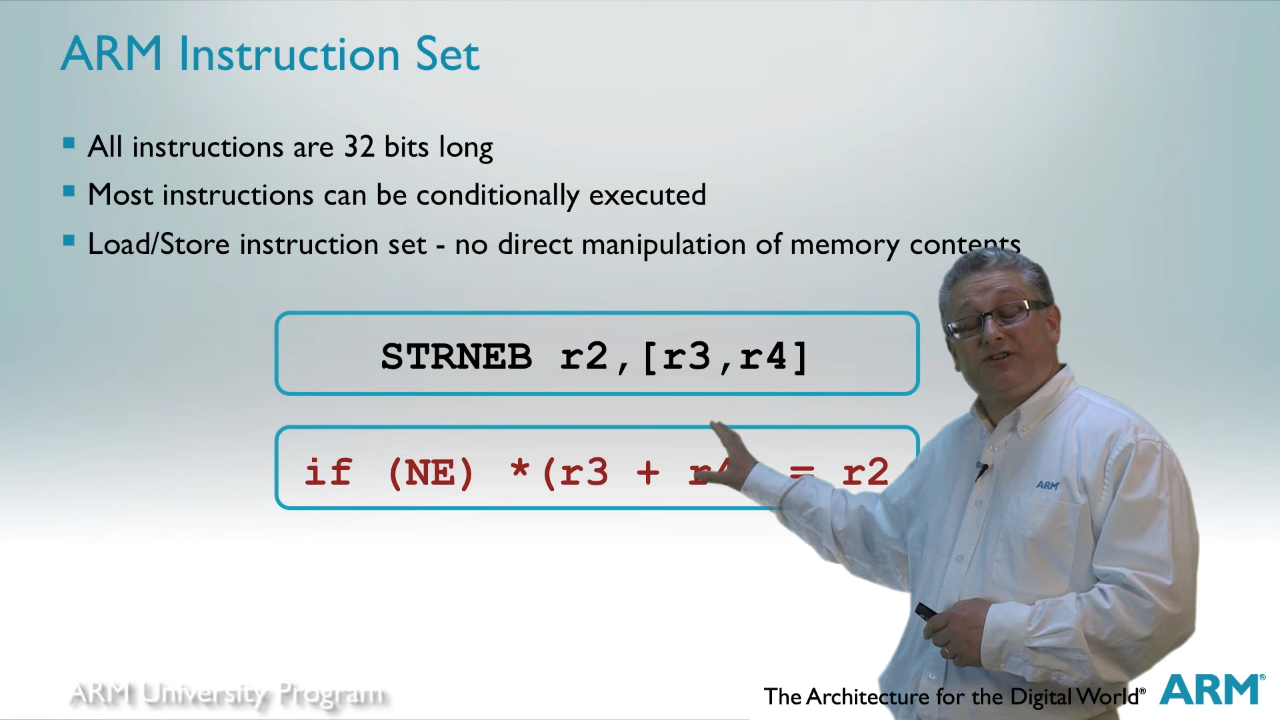 ARM Instruction Set
All instructions are 32 bits long
Most instructions can be conditionally executed
Load/Store instruction set - no direct manipulation of memory contents
STRNEB r2,[r3,r4]
if (NE) *(r3 + r4) = r2
ARM
ARM University Program
The Architecture for the Digital World® ARM®